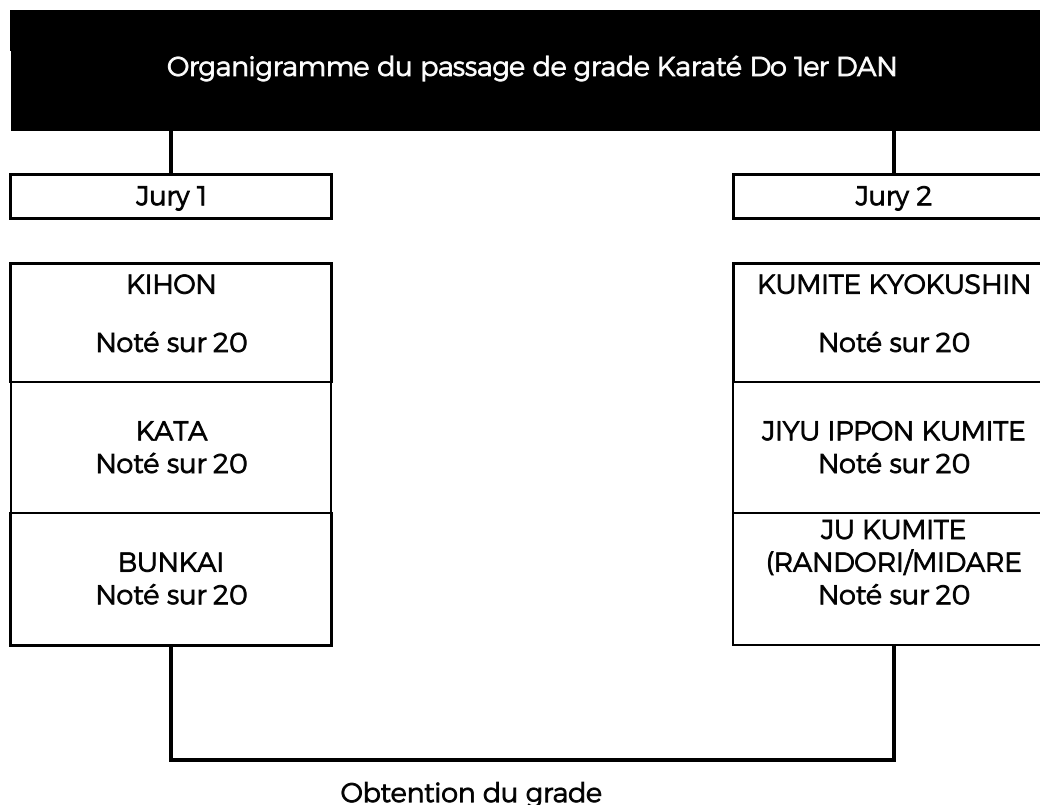 Organigramme du passage de grade Karaté Do 1er DAN
Jury 1
KIHON
Noté sur 20
KATA
Noté sur 20
BUNKAI
Noté sur 20
Jury 2
KUMITE KYOKUSHIN
Noté sur 20
JIYU IPPON KUMITE
Noté sur 20
JU KUMITE
(RANDORI/MIDARE
Noté sur 20
Obtention du grade